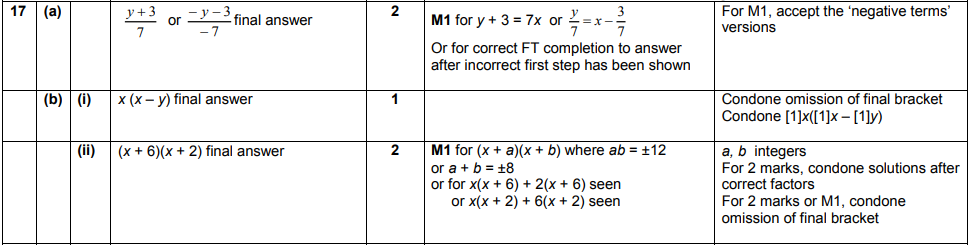 17 (a) y + 3 / 7 or − y − 3 / − 7 final answer 2 M1 for y + 3 = 7x or y/7 = x − 3/7 For M1, accept the ‘negative terms’
versions
Or for correct FT completion to answer
after incorrect first step has been shown
(b) (i) x (x – y) final answer 1 Condone omission of final bracket
Condone [1]x([1]x – [1]y)
(ii) (x + 6)(x + 2) final answer 2 M1 for (x + a)(x + b) where ab = ±12 a, b integers
or a + b = ±8 For 2 marks, condone solutions after
or for x(x + 6) + 2(x + 6) seen correct factors
or x(x + 2) + 6(x + 2) seen For 2 marks or M1, condone
omission of final bracket